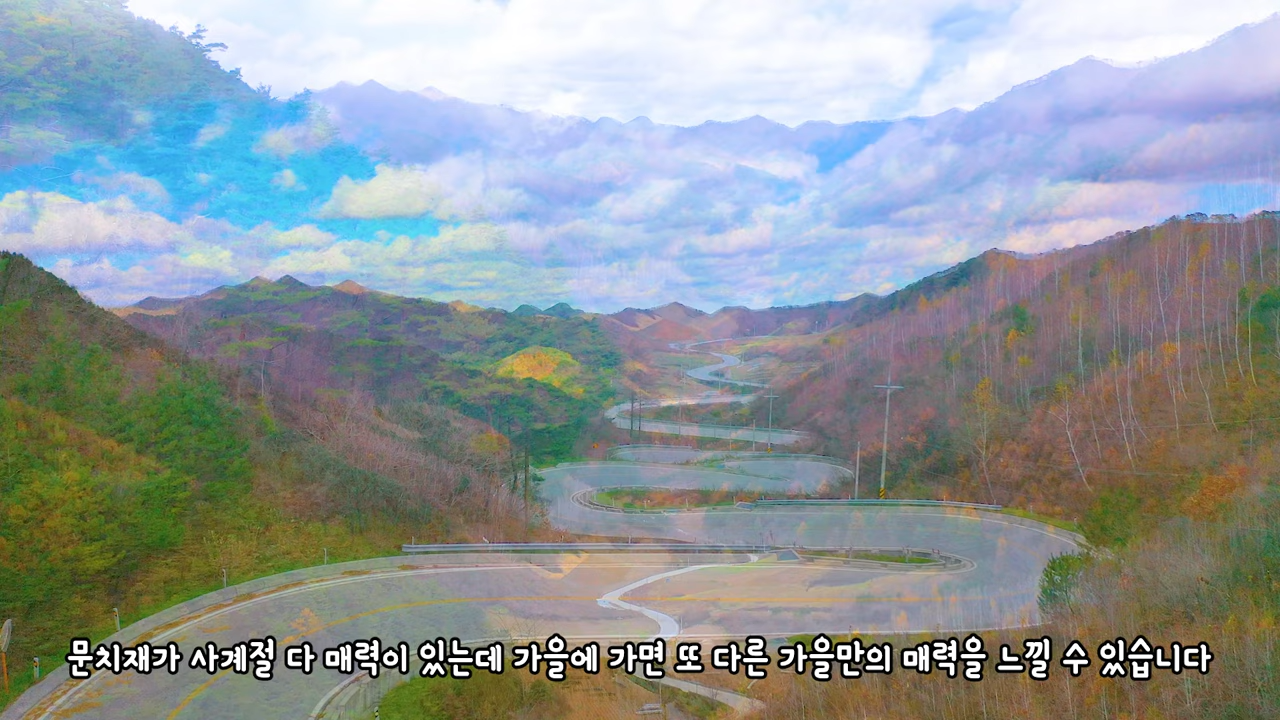 문치재가 사계절 다 매력이 있는데 가을에 가면 또 다른 가을만의 매력을 느낄 수 있습니다